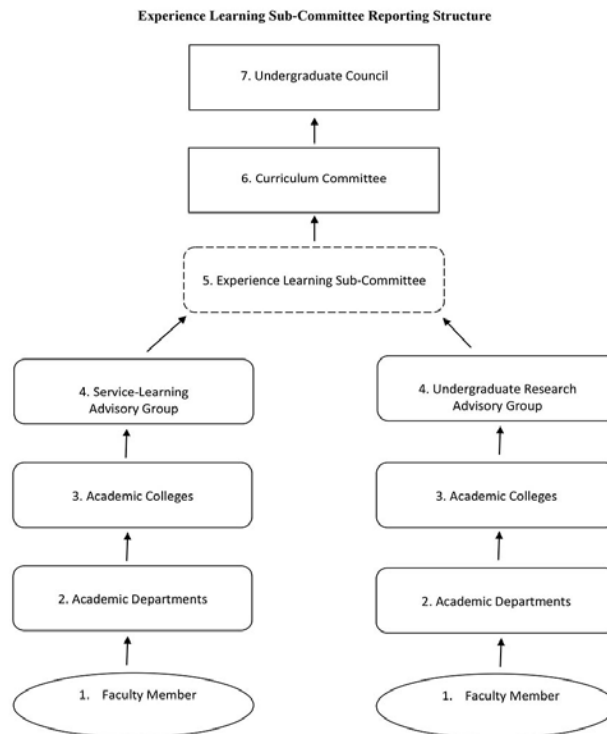 Experience Learning Sub-Committee Reporting Structure
7. Undergraduate Council
6. Curriculum Committee
5. Experience Learning Sub-Committee
4. Service-Learning
Advisory Group
4. Undergraduate Research
Advisory Group
3. Academic Colleges
3. Academic Colleges
2. Academic Departments
2. Academic Departments
1. Faculty Member
1. Faculty Member